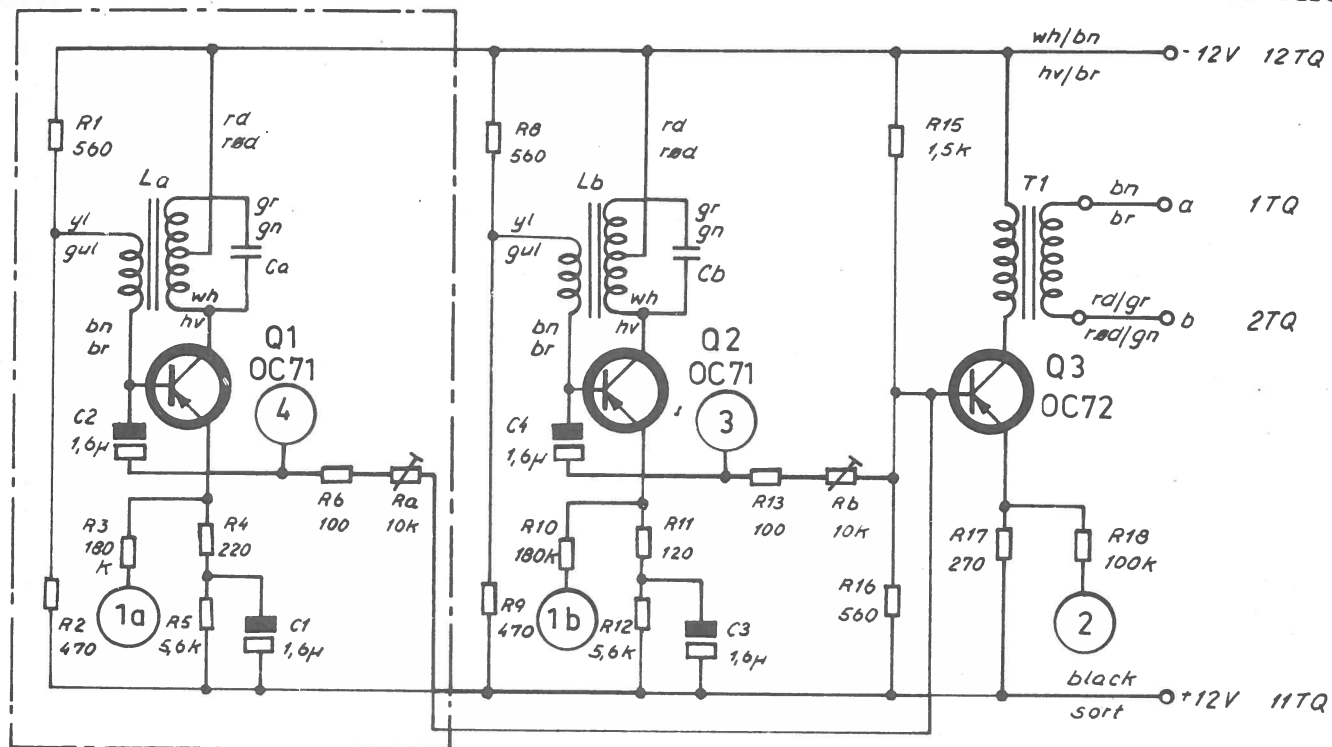 wh/bn
hv/br
-12V 12TQ
R1
560
rd
rød
La
yl
gul
gr
gn
Ca
wh
hv
bn
br
Q1
OC71
4
C2
1,6µ
R6
100
Ra
10k
R3
180
k
R4
220
1a
R2
470
R5
5,6k
C1
1,6µ
R8
560
rd
rød
Lb
yl
gul
gr
gn
Cb
wh
hv
bn
br
Q2
OC71
3
C4
1,6µ
R13
100
Rb
10k
R10
180k
R11
120
1b
R9
470
R12
5,6k
C3
1,6µ
R15
1,5k
T1
bn
br
a 1TQ
rd/gr
rød/gn
b 2TQ
Q3
OC72
R16
560
R17
270
R18
100k
2
black
sort
+12V 11TQ